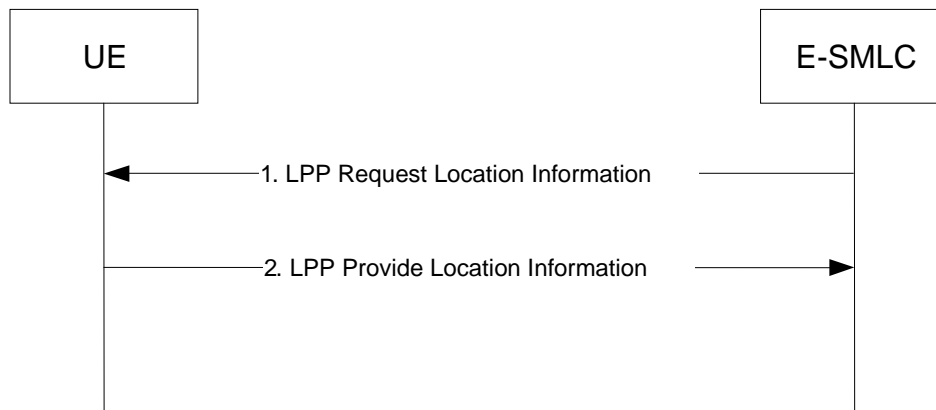 UE
E-SMLC
1. LPP Request Location Information
2. LPP Provide Location Information